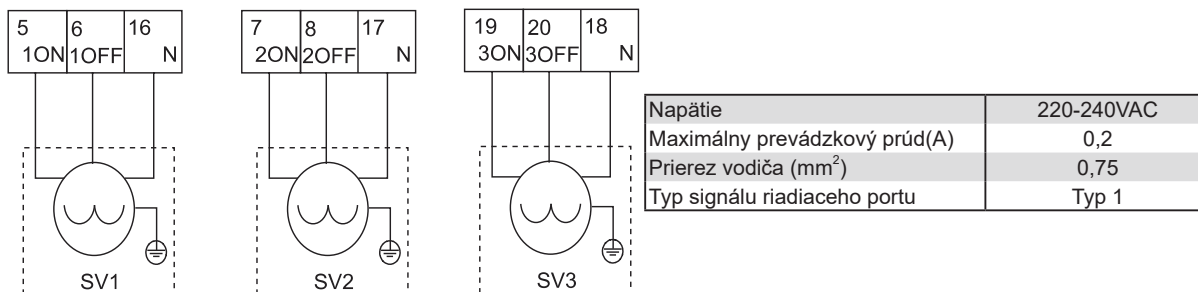 5 6 16
1ON 1OFF N
7 8 17
2ON 2OFF N
19 20 18
3ON 3OFF N
SV1
SV2
SV3
Napätie 220-240VAC
Maximálny prevádzkový prúd(A) 0,2
Prierez vodiča (mm²) 0,75
Typ signálu riadiaceho portu Typ 1